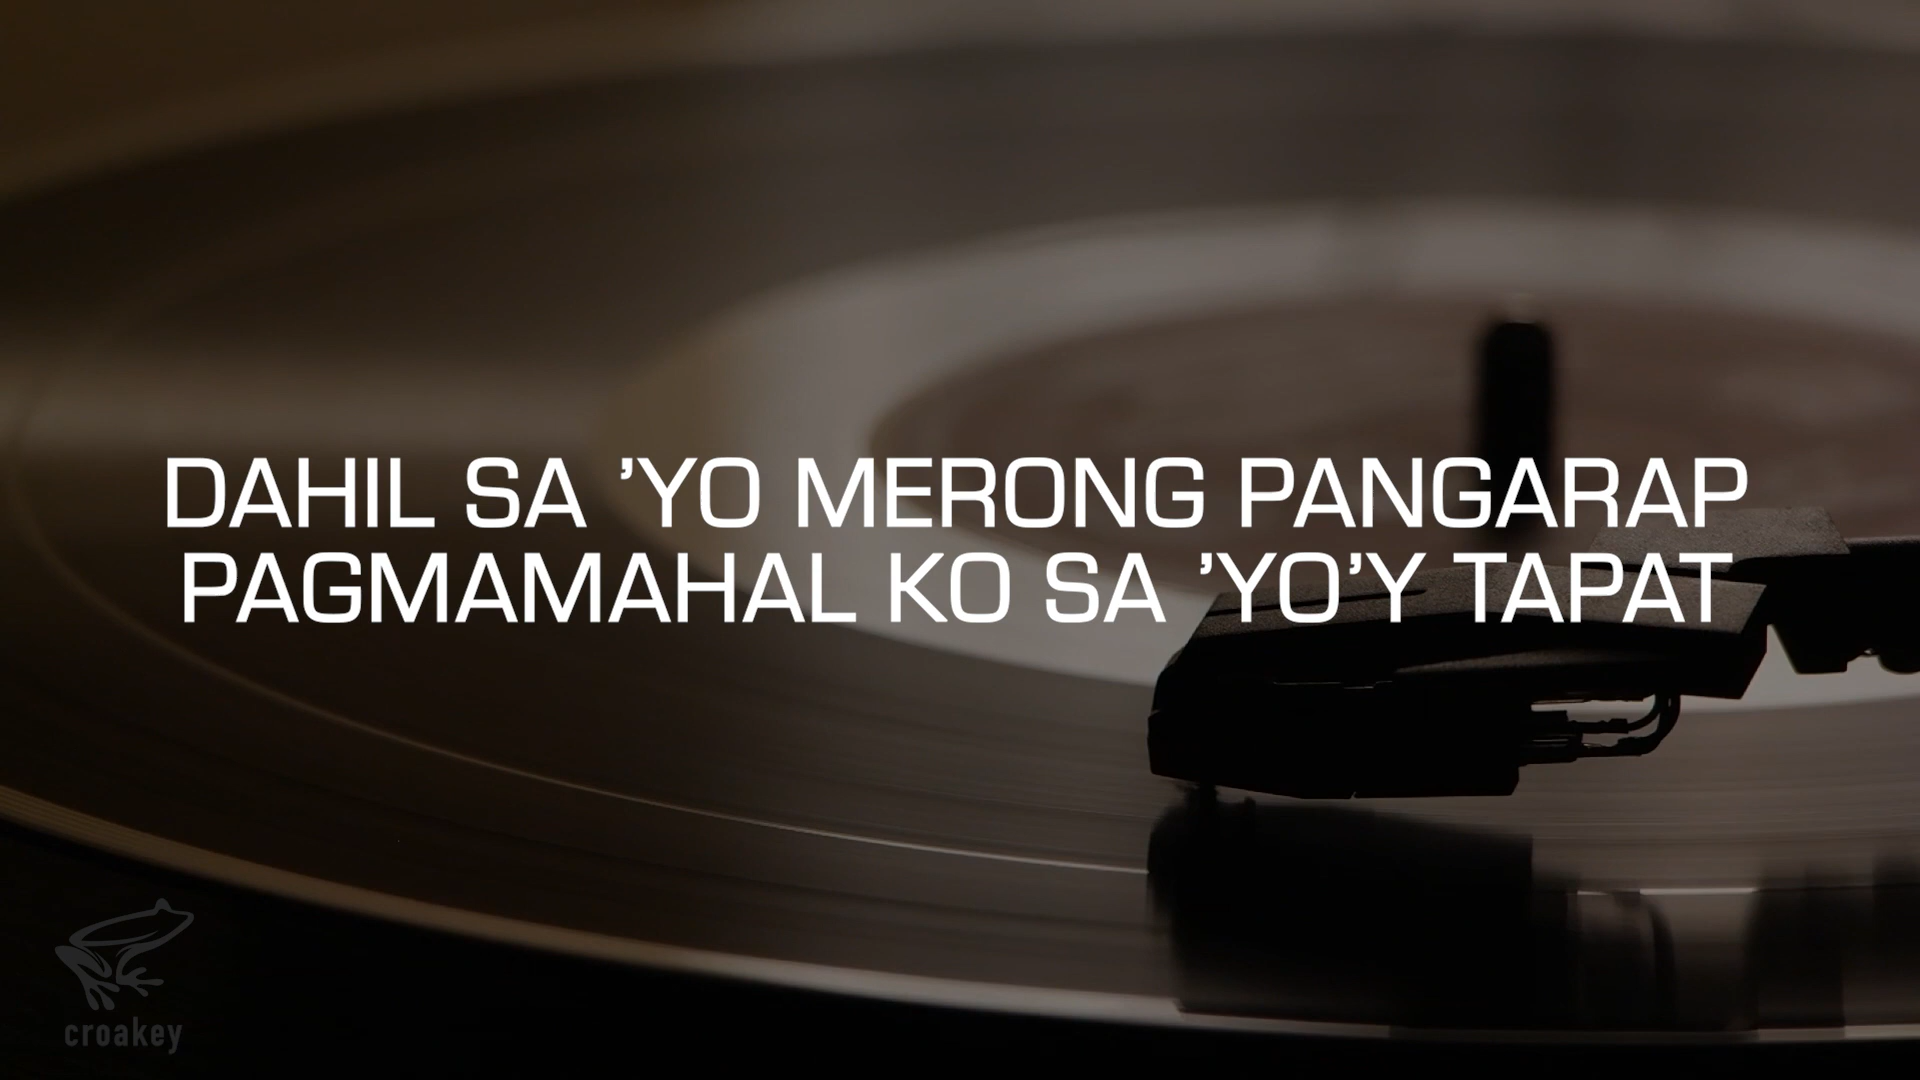 DAHIL SA ’YO MERONG PANGARAP
PAGMAMAHAL KO SA ’YO’Y TAPAT
croakey